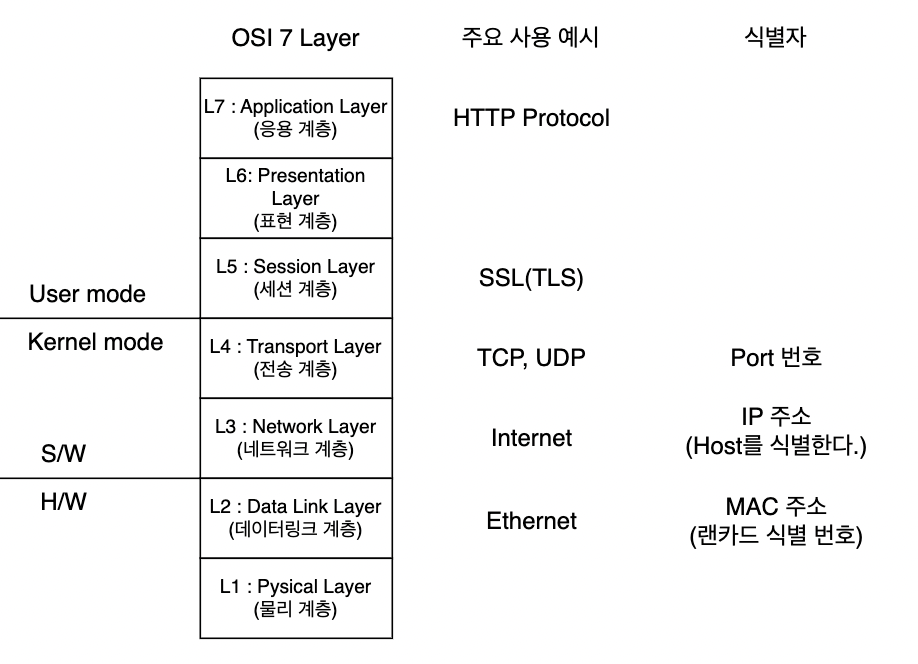 OSI 7 Layer 주요 사용 예시 식별자
L7 : Application Layer
(응용 계층)
HTTP Protocol
L6: Presentation
Layer
(표현 계층)
L5 : Session Layer
(세션 계층)
SSL(TLS)
User mode
Kernel mode
L4 : Transport Layer
(전송 계층)
TCP, UDP
Port 번호
L3 : Network Layer
(네트워크 계층)
Internet
IP 주소
(Host를 식별한다.)
S/W
H/W
L2 : Data Link Layer
(데이터링크 계층)
Ethernet
MAC 주소
(랜카드 식별 번호)
L1 : Pysical Layer
(물리 계층)